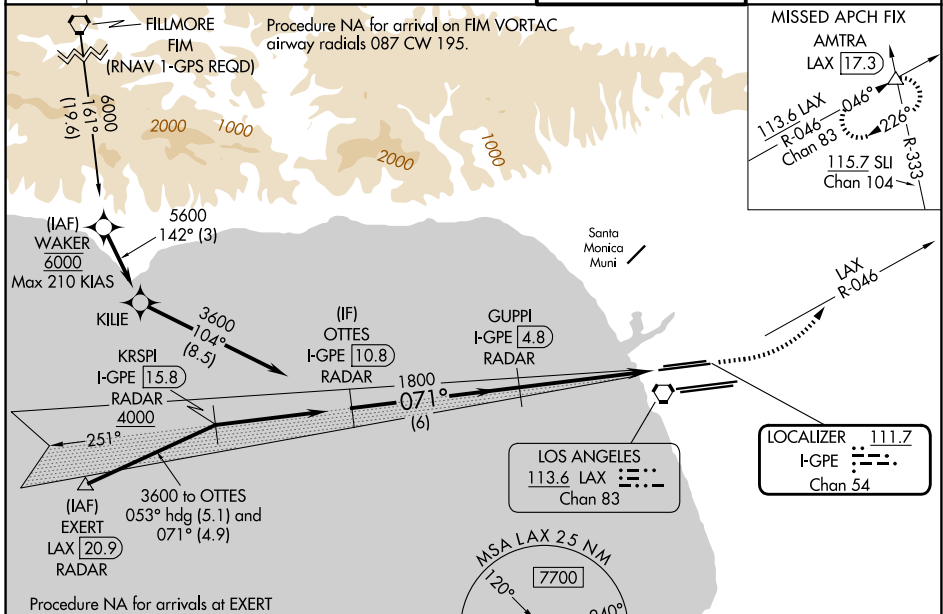 FILLMORE
FIM
(RNAV 1-GPS REQD)
Procedure NA for arrival on FIM VORTAC
airway radials 087 CW 195.
MISSED APCH FIX
AMTRA
LAX 17.3
113.6 LAX
R-046
Chan 83
046°
226°
R-333
115.7 SLI
Chan 104
6000
161°
(19.6)
2000
1000
2000
1000
(IAF)
WAKER
6000
Max 210 KIAS
5600
142° (3)
KILIE
3600
104°
(8.5)
Santa
Monica
Muni
LAX
R-046
(IF)
OTTES
I-GPE 10.8
RADAR
GUPPI
I-GPE 4.8
RADAR
KRSPI
I-GPE 15.8
RADAR
4000
1800
071°
(6)
251°
(IAF)
EXERT
LAX 20.9
RADAR
3600 to OTTES
053° hdg (5.1) and
071° (4.9)
LOS ANGELES
113.6 LAX
Chan 83
LOCALIZER 111.7
I-GPE
Chan 54
MSA LAX 25 NM
120°
7700
Procedure NA for arrivals at EXERT